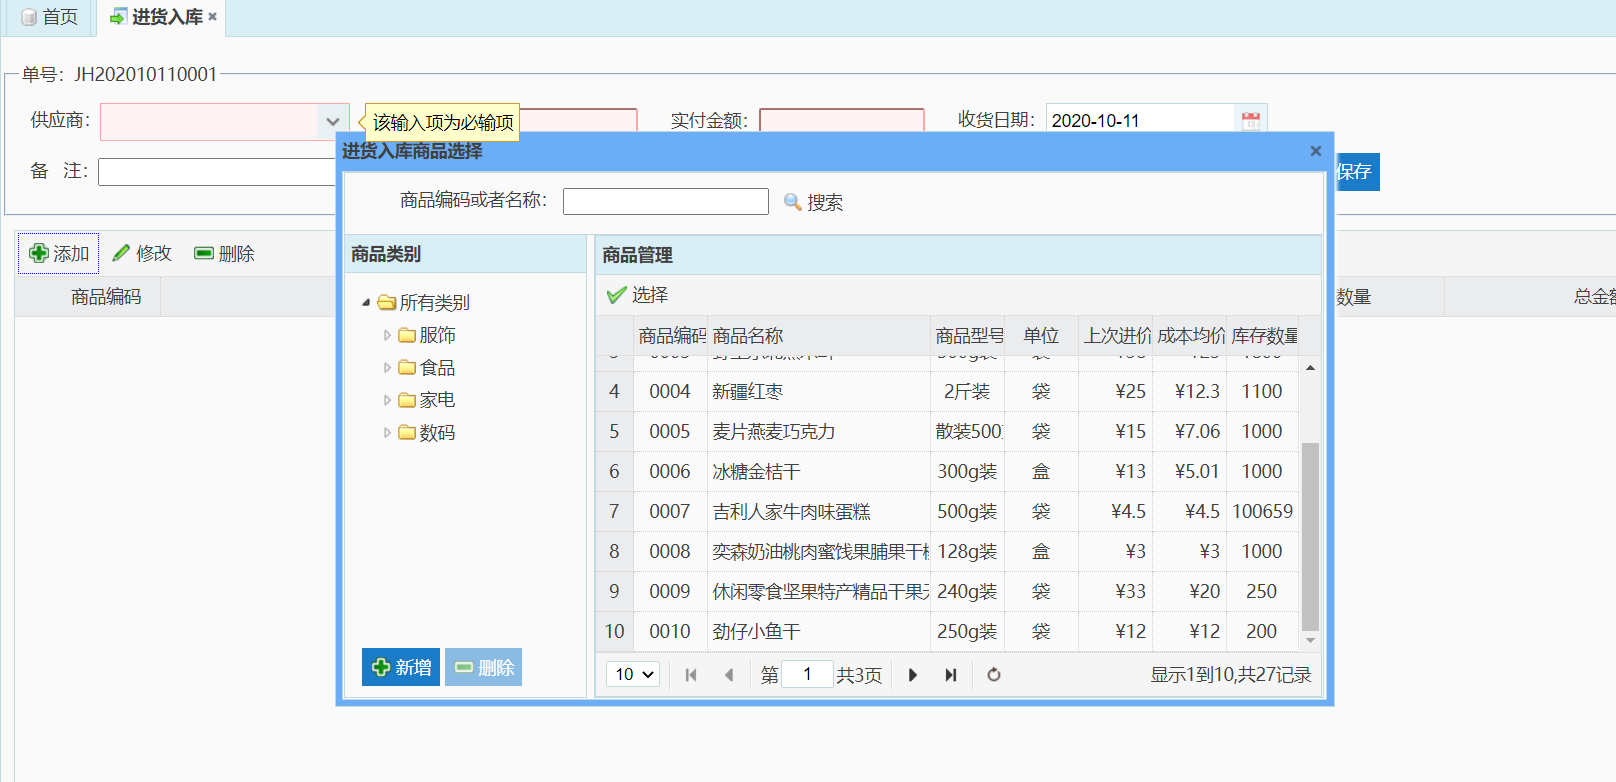 首页
进货入库
单号：JH202010110001
供应商：
该输入项为必输项
实付金额：
收货日期：
2020-10-11
备 注：
保存
进货入库商品选择
商品编码或者名称：
搜索
添加
修改
删除
商品编码
数量
商品类别
所有类别
服饰
食品
家电
数码
新增
删除
商品管理
选择
商品编码 商品名称 商品型号 单位 上次进价 成本均价 库存数量
4 0004 新疆红枣 2斤装 袋 ¥25 ¥12.3 1100
5 0005 麦片燕麦巧克力 散装500 袋 ¥15 ¥7.06 1000
6 0006 冰糖金桔干 300g装 盒 ¥13 ¥5.01 1000
7 0007 吉利人家牛肉味蛋糕 500g装 袋 ¥4.5 ¥4.5 100659
8 0008 奕森奶油桃肉蜜饯果脯果干 128g装 盒 ¥3 ¥3 1000
9 0009 休闲零食坚果特产精品干果 240g装 袋 ¥33 ¥20 250
10 0010 劲仔小鱼干 250g装 袋 ¥12 ¥12 200
10
第 1 共3页
显示1到10,共27记录
总金